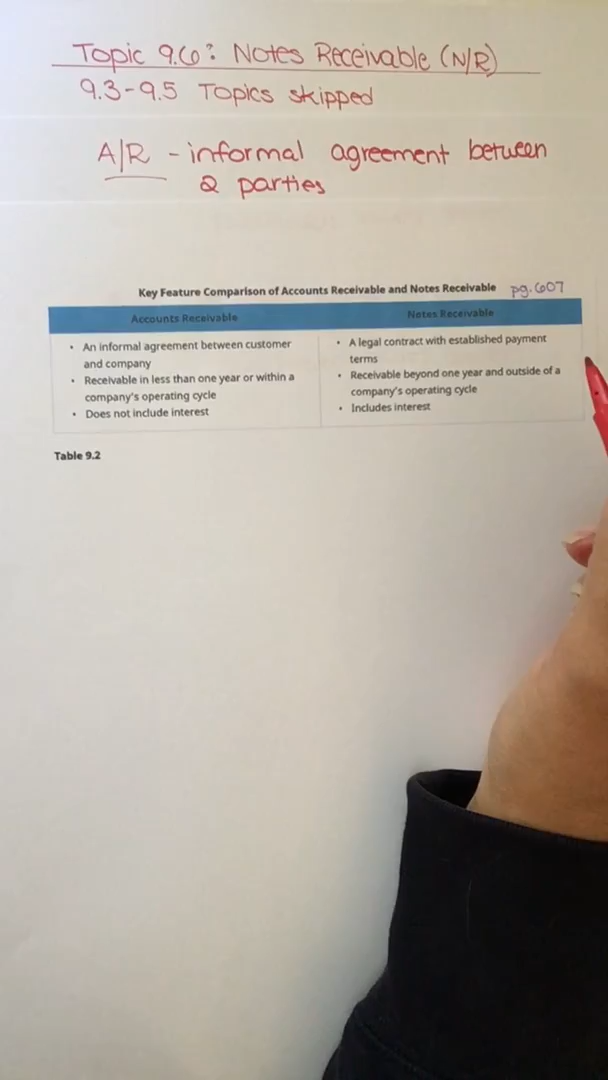 Topic 9.6: Notes Receivable (N/R)
9.3-9.5 Topics skipped
A/R - informal agreement between
2 parties
Key Feature Comparison of Accounts Receivable and Notes Receivable pg.607
Accounts Receivable
• An informal agreement between customer
and company
• Receivable in less than one year or within a
company's operating cycle
• Does not include interest
Notes Receivable
• A legal contract with established payment
terms
• Receivable beyond one year and outside of a
company's operating cycle
• Includes interest
Table 9.2